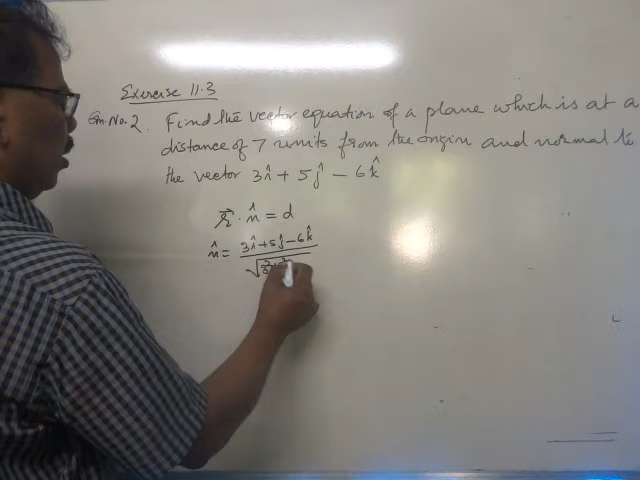 Exercise 11.3
Qn. No. 2. Find the vector equation of a plane which is at a
distance of 7 units from the origin and normal to
the vector 3î + 5ĵ − 6k̂
r⃗ · n̂ = d
n̂ = (3î + 5ĵ − 6k̂) / √(3² +